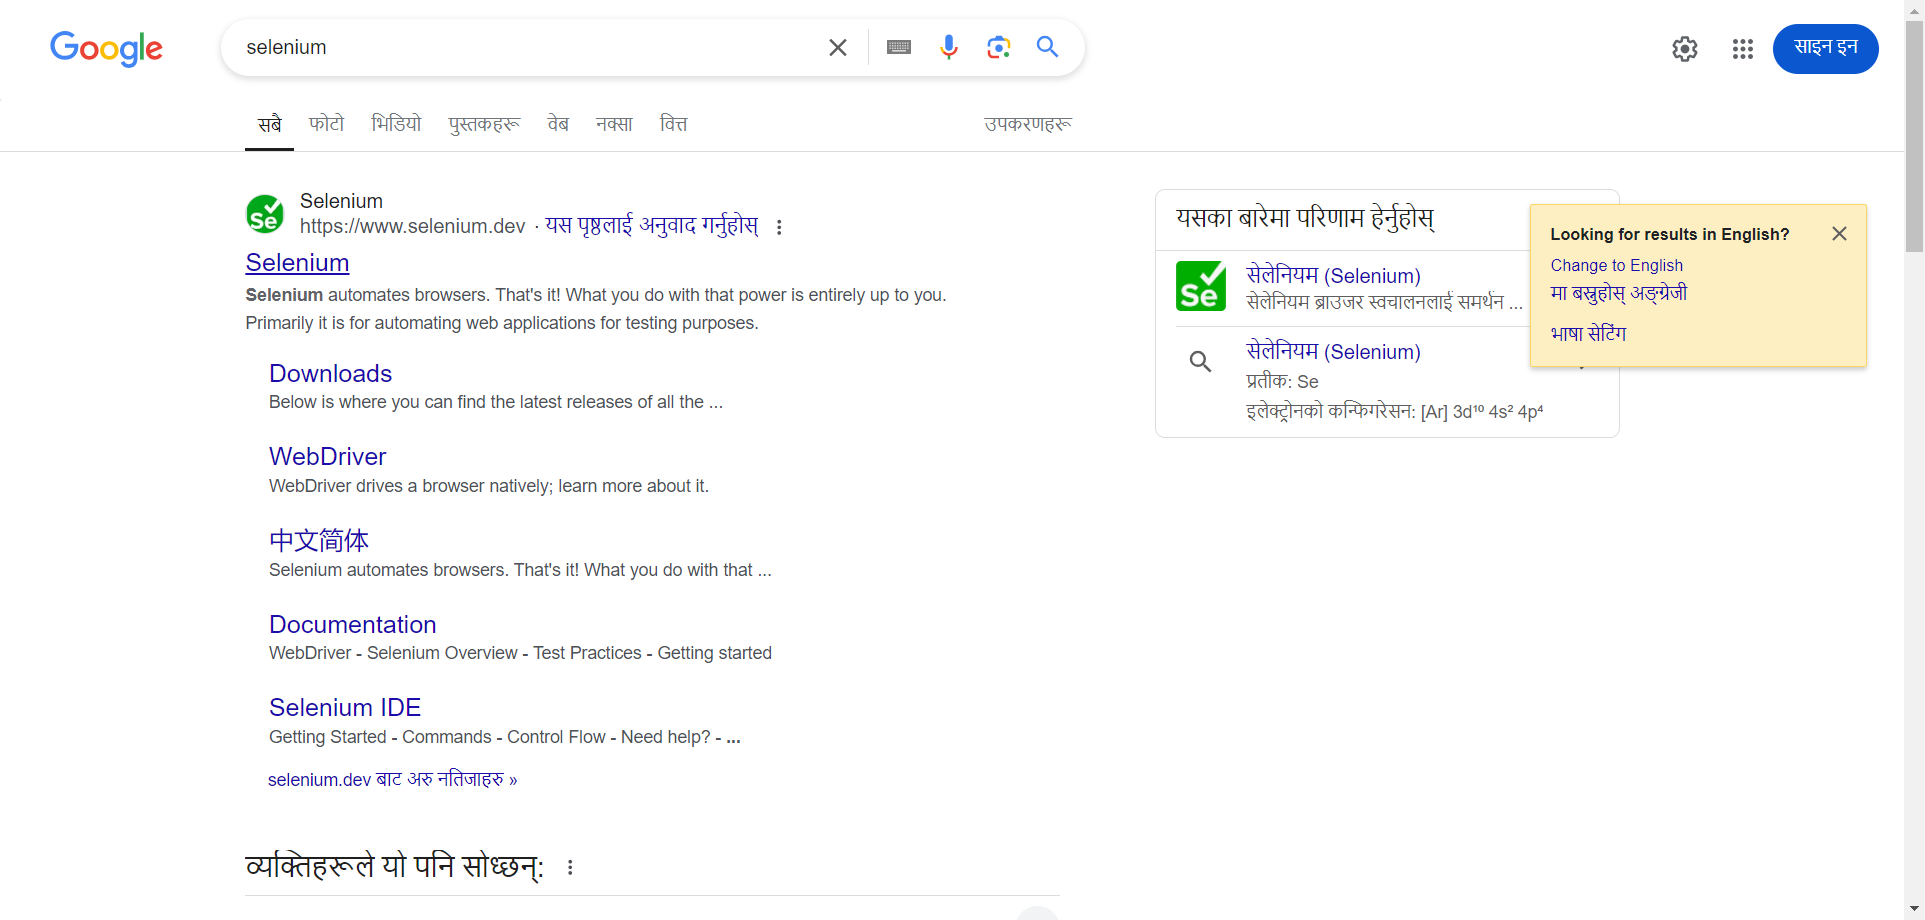 Google
selenium
साइन इन
सबै
फोटो
भिडियो
पुस्तकहरू
वेब
नक्सा
वित्त
उपकरणहरू
Selenium
https://www.selenium.dev · यस पृष्ठलाई अनुवाद गर्नुहोस्
Selenium
Selenium automates browsers. That's it! What you do with that power is entirely up to you.
Primarily it is for automating web applications for testing purposes.
Downloads
Below is where you can find the latest releases of all the ...
WebDriver
WebDriver drives a browser natively; learn more about it.
中文简体
Selenium automates browsers. That's it! What you do with that ...
Documentation
WebDriver - Selenium Overview - Test Practices - Getting started
Selenium IDE
Getting Started - Commands - Control Flow - Need help? - ...
selenium.dev बाट अरु नतिजाहरु »
व्यक्तिहरूले यो पनि सोध्छन्:
यसका बारेमा परिणाम हेर्नुहोस्
Se
सेलेनियम (Selenium)
सेलेनियम ब्राउजर स्वचालनलाई समर्थन ...
सेलेनियम (Selenium)
प्रतीक: Se
इलेक्ट्रोनको कन्फिगरेसन: [Ar] 3d¹⁰ 4s² 4p⁴
Looking for results in English?
Change to English
मा बस्नुहोस् अङ्ग्रेजी
भाषा सेटिंग